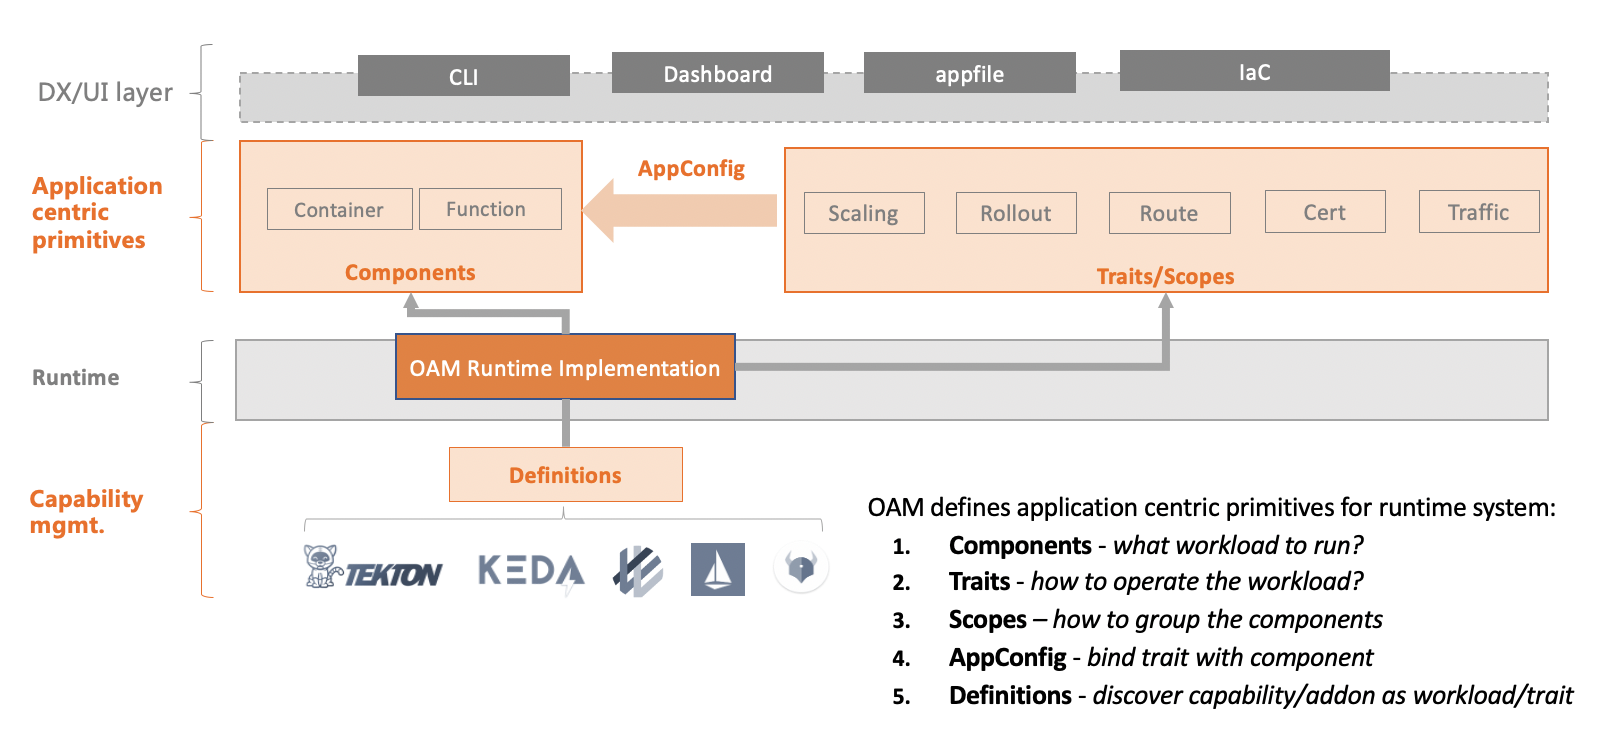 DX/UI layer
CLI
Dashboard
appfile
IaC
Application
centric
primitives
Container
Function
Components
AppConfig
Scaling
Rollout
Route
Cert
Traffic
Traits/Scopes
Runtime
OAM Runtime Implementation
Capability
mgmt.
Definitions
TEKTON
KEDA
OAM defines application centric primitives for runtime system:
1. Components - what workload to run?
2. Traits - how to operate the workload?
3. Scopes – how to group the components
4. AppConfig - bind trait with component
5. Definitions - discover capability/addon as workload/trait